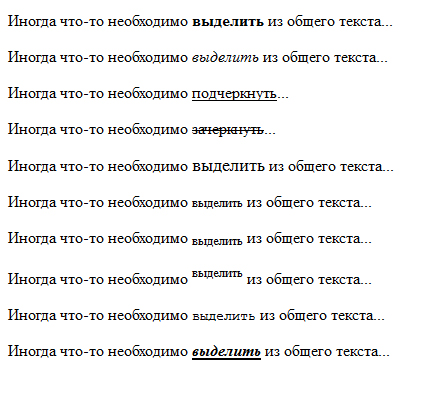 Иногда что-то необходимо выделить из общего текста...
Иногда что-то необходимо выделить из общего текста...
Иногда что-то необходимо подчеркнуть...
Иногда что-то необходимо зачеркнуть...
Иногда что-то необходимо выделить из общего текста...
Иногда что-то необходимо выделить из общего текста...
Иногда что-то необходимо выделить из общего текста...
Иногда что-то необходимо выделить из общего текста...
Иногда что-то необходимо выделить из общего текста...
Иногда что-то необходимо выделить из общего текста...